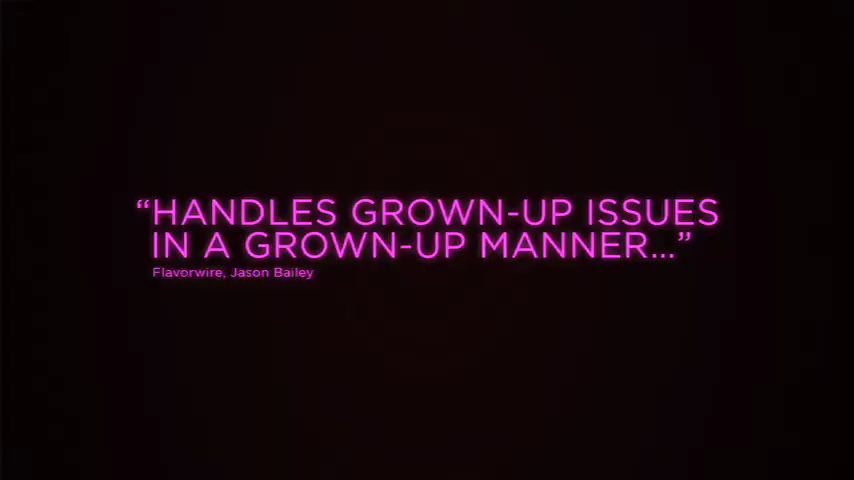 “HANDLES GROWN-UP ISSUES
IN A GROWN-UP MANNER...”
Flavorwire, Jason Bailey